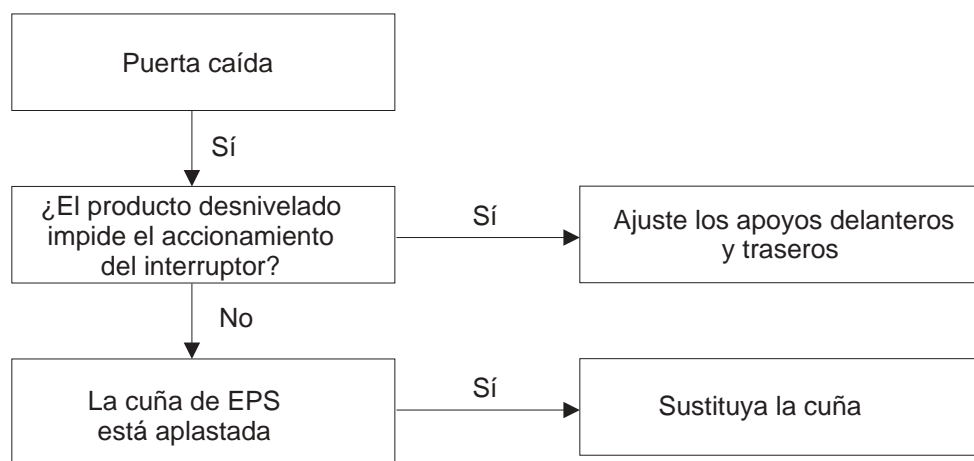 Puerta caída
Sí
¿El producto desnivelado
impide el accionamiento
del interruptor?
Sí
Ajuste los apoyos delanteros
y traseros
No
La cuña de EPS
está aplastada
Sí
Sustituya la cuña